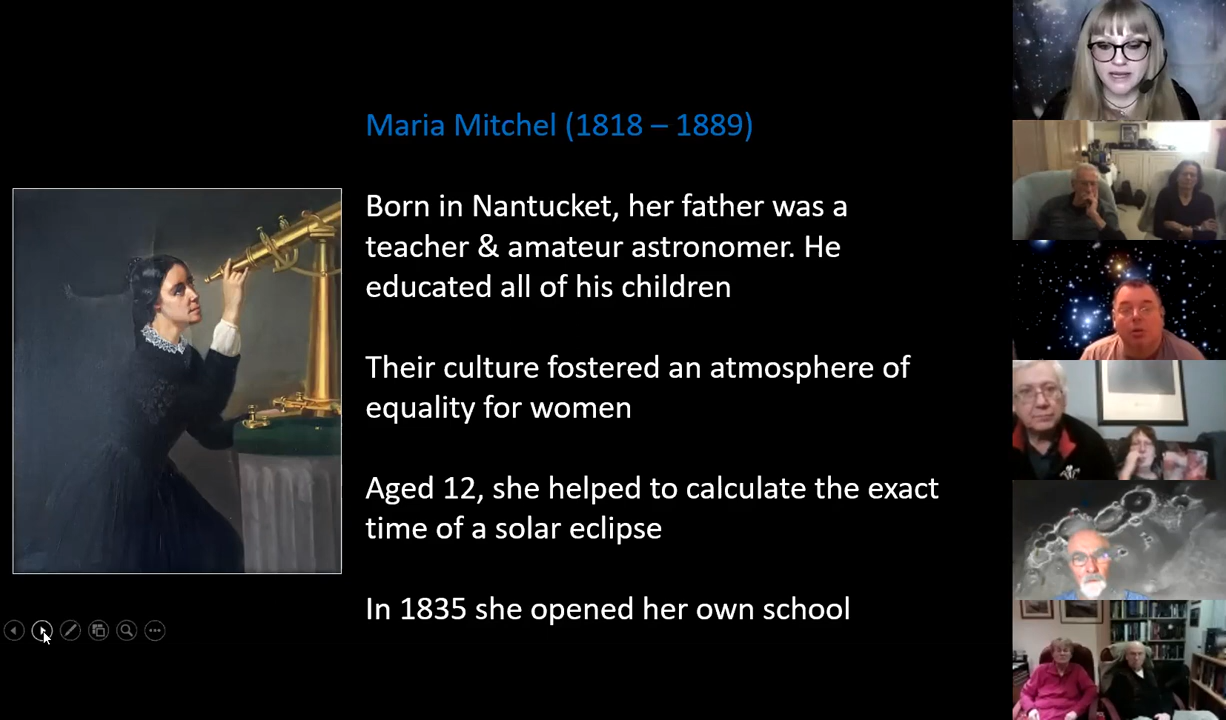 Maria Mitchel (1818 – 1889)
Born in Nantucket, her father was a
teacher & amateur astronomer. He
educated all of his children
Their culture fostered an atmosphere of
equality for women
Aged 12, she helped to calculate the exact
time of a solar eclipse
In 1835 she opened her own school